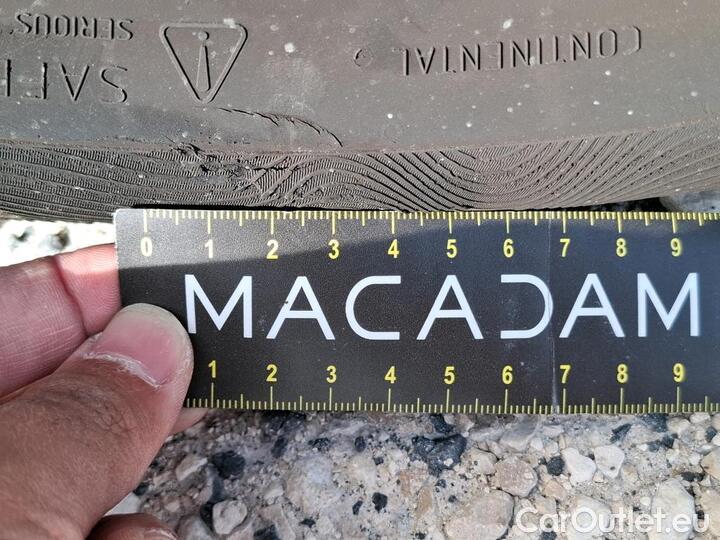 SERIOUS
SAFE
CONTINENTAL
0 1 2 3 4 5 6 7 8 9
MACADAM
1 2 3 4 5 6 7 8 9
CarOutlet.eu